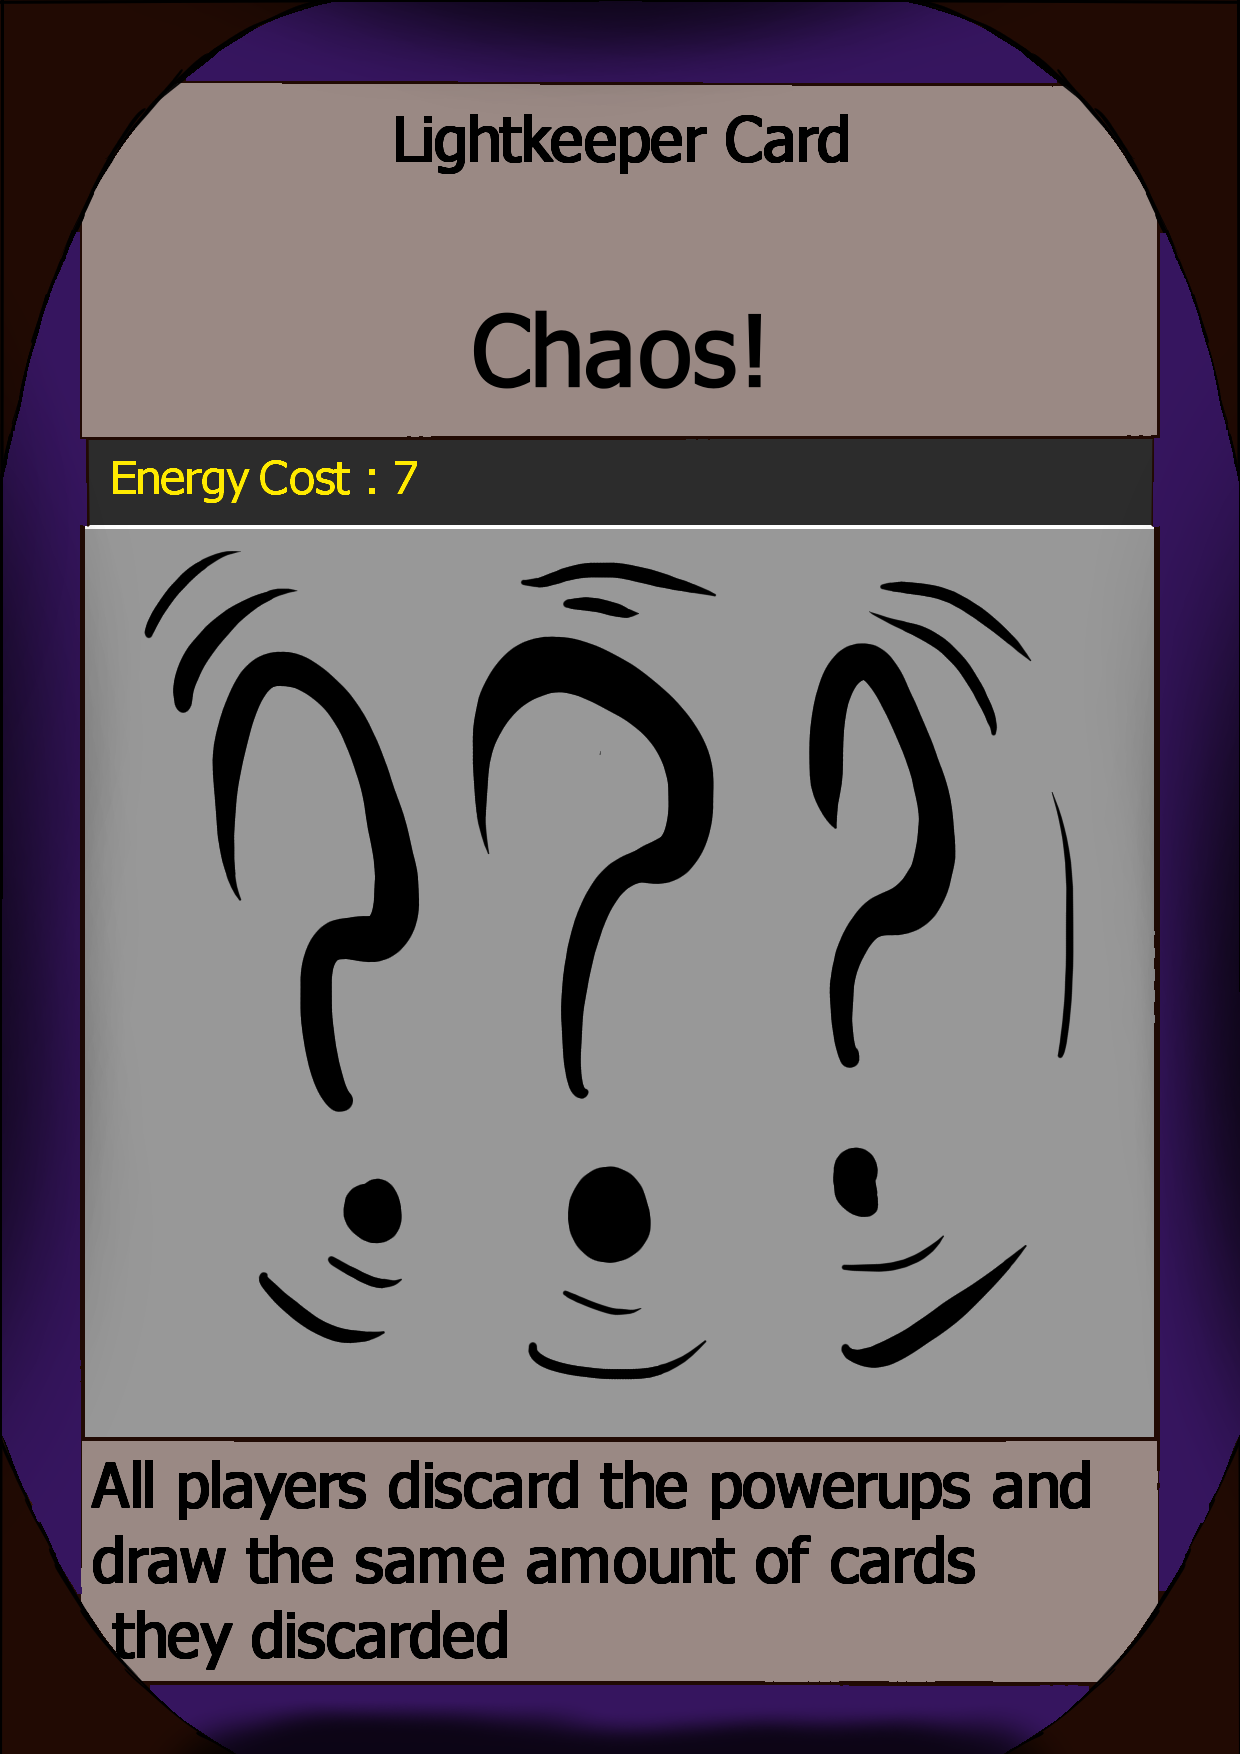 Lightkeeper Card
Chaos!
Energy Cost : 7
All players discard the powerups and
draw the same amount of cards
they discarded